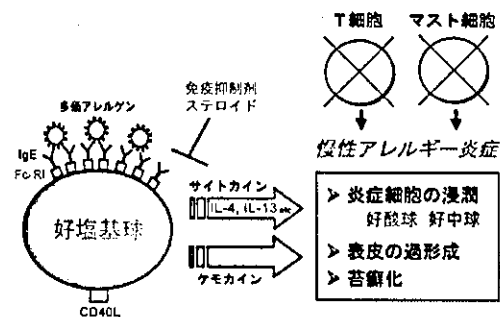 T細胞 マスト細胞
多価アレルゲン
免疫抑制剤
ステロイド
IgE
FcεRI
慢性アレルギー炎症
サイトカイン
IL-4, IL-13 etc
好塩基球
ケモカイン
CD40L
➤ 炎症細胞の浸潤
好酸球 好中球
➤ 表皮の過形成
➤ 苔癬化